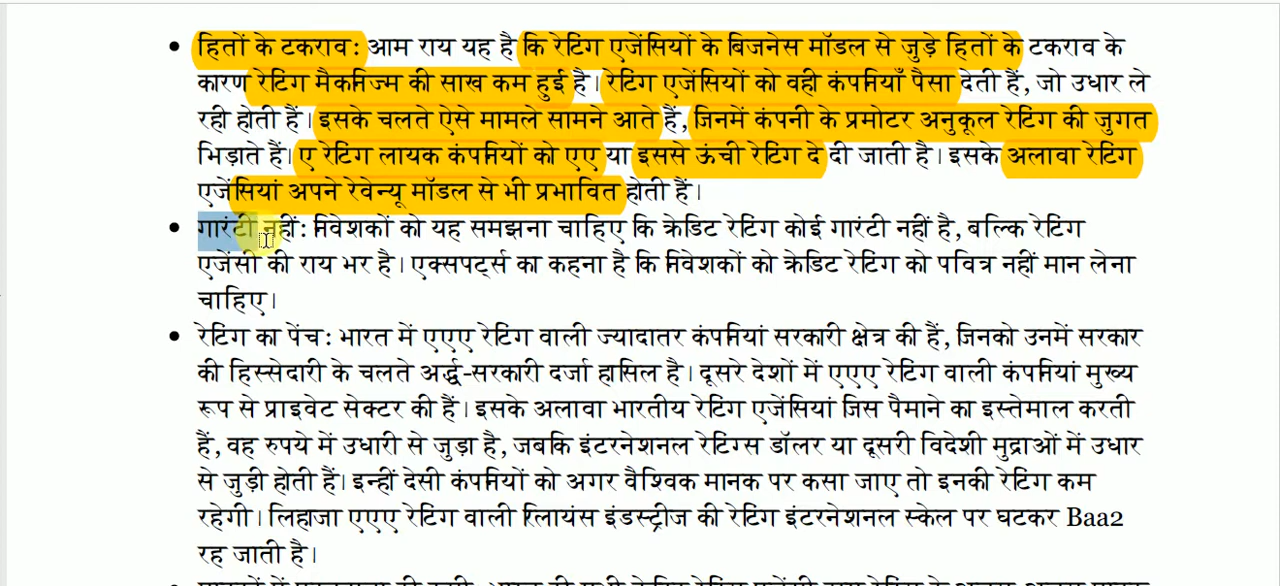 • हितों के टकराव: आम राय यह है कि रेटिंग एजेंसियों के बिजनेस मॉडल से जुड़े हितों के टकराव के
कारण रेटिंग मैकनिज्म की साख कम हुई है। रेटिंग एजेंसियों को वही कंपनियाँ पैसा देती हैं, जो उधार ले
रही होती हैं। इसके चलते ऐसे मामले सामने आते हैं, जिनमें कंपनी के प्रमोटर अनुकूल रेटिंग की जुगत
भिड़ाते हैं। ए रेटिंग लायक कंपनियों को एए या इससे ऊंची रेटिंग दे दी जाती है। इसके अलावा रेटिंग
एजेंसियां अपने रेवेन्यू मॉडल से भी प्रभावित होती हैं।
• गारंटी नहीं: निवेशकों को यह समझना चाहिए कि क्रेडिट रेटिंग कोई गारंटी नहीं है, बल्कि रेटिंग
एजेंसी की राय भर है। एक्सपर्ट्स का कहना है कि निवेशकों को क्रेडिट रेटिंग को पवित्र नहीं मान लेना
चाहिए।
• रेटिंग का पेंच: भारत में एएए रेटिंग वाली ज्यादातर कंपनियां सरकारी क्षेत्र की हैं, जिनको उनमें सरकार
की हिस्सेदारी के चलते अर्द्ध-सरकारी दर्जा हासिल है। दूसरे देशों में एएए रेटिंग वाली कंपनियां मुख्य
रूप से प्राइवेट सेक्टर की हैं। इसके अलावा भारतीय रेटिंग एजेंसियां जिस पैमाने का इस्तेमाल करती
हैं, वह रुपये में उधारी से जुड़ा है, जबकि इंटरनेशनल रेटिंग्स डॉलर या दूसरी विदेशी मुद्राओं में उधार
से जुड़ी होती हैं। इन्हीं देसी कंपनियों को अगर वैश्विक मानक पर कसा जाए तो इनकी रेटिंग कम
रहेगी। लिहाजा एएए रेटिंग वाली रिलायंस इंडस्ट्रीज की रेटिंग इंटरनेशनल स्केल पर घटकर Baa2
रह जाती है।